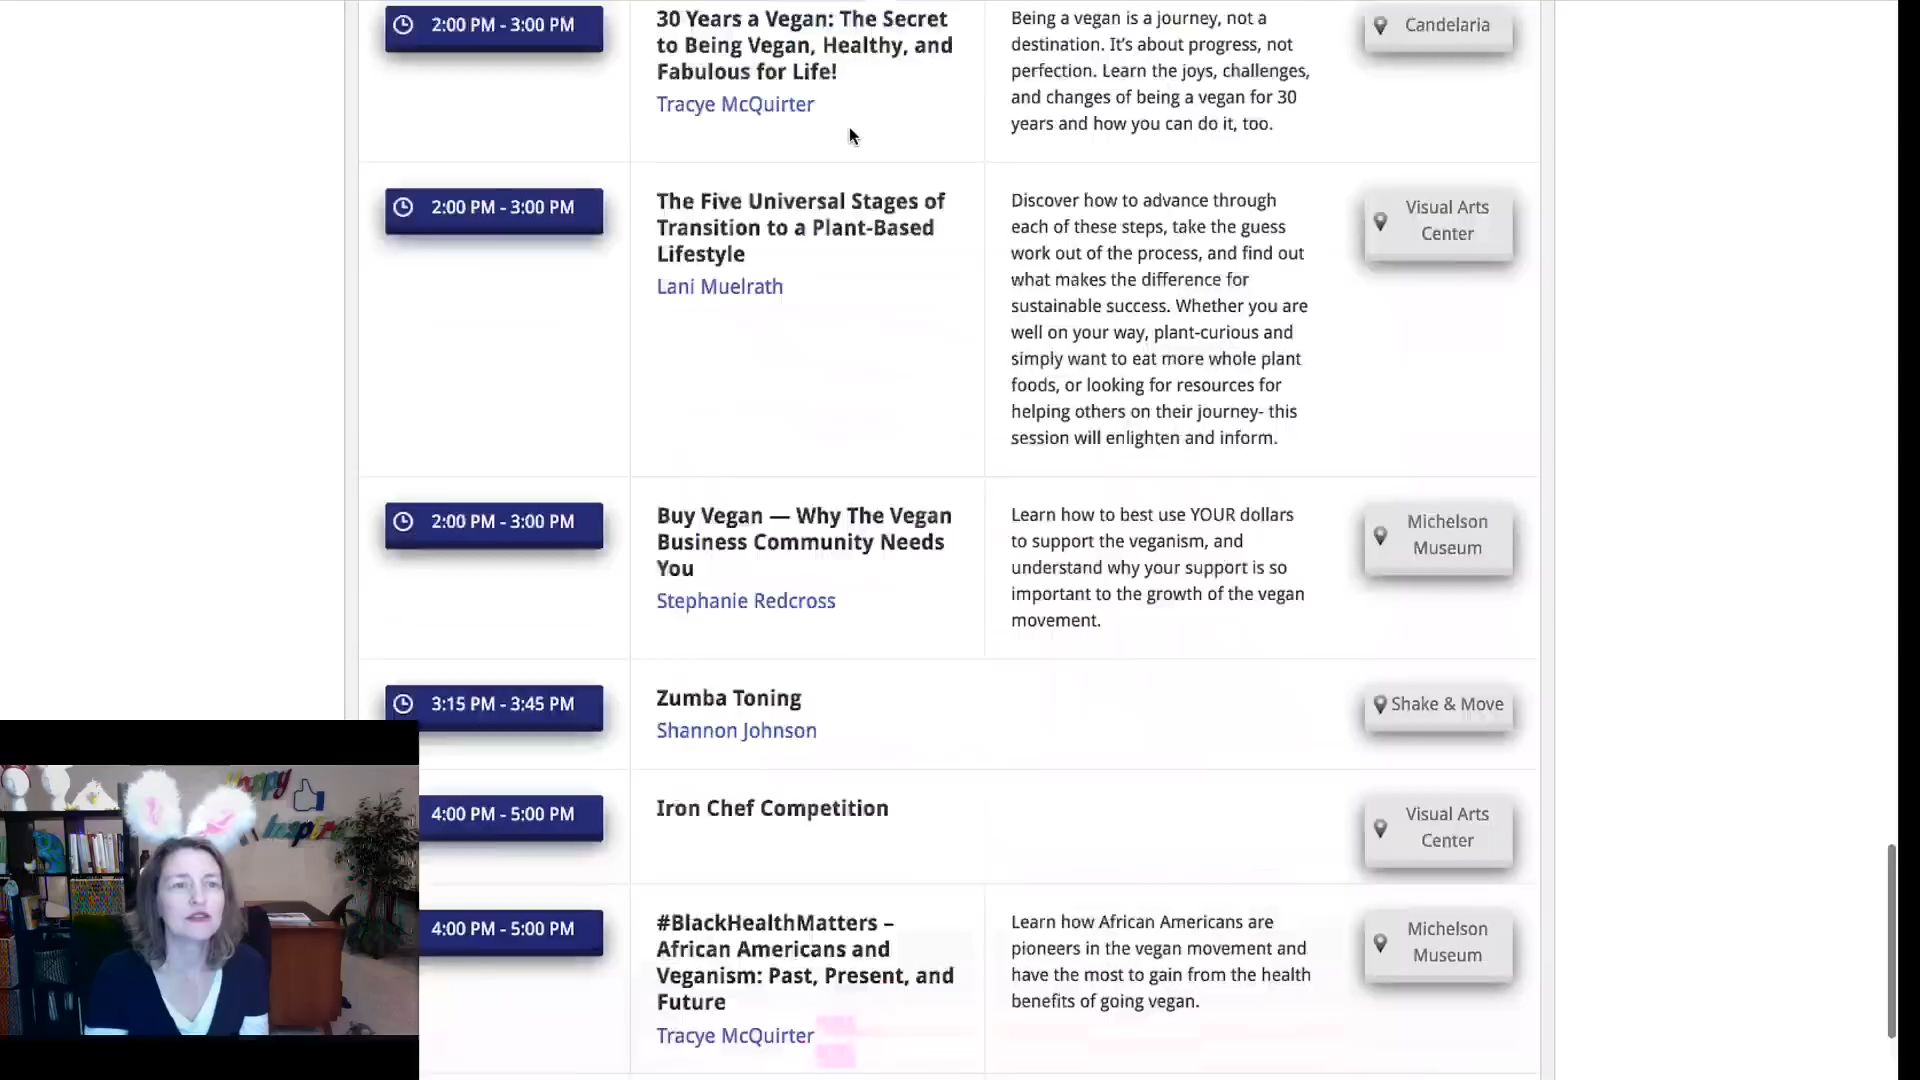 2:00 PM - 3:00 PM
30 Years a Vegan: The Secret
to Being Vegan, Healthy, and
Fabulous for Life!
Tracye McQuirter
Being a vegan is a journey, not a
destination. It’s about progress, not
perfection. Learn the joys, challenges,
and changes of being a vegan for 30
years and how you can do it, too.
Candelaria
2:00 PM - 3:00 PM
The Five Universal Stages of
Transition to a Plant-Based
Lifestyle
Lani Muelrath
Discover how to advance through
each of these steps, take the guess
work out of the process, and find out
what makes the difference for
sustainable success. Whether you are
well on your way, plant-curious and
simply want to eat more whole plant
foods, or looking for resources for
helping others on their journey- this
session will enlighten and inform.
Visual Arts
Center
2:00 PM - 3:00 PM
Buy Vegan — Why The Vegan
Business Community Needs
You
Stephanie Redcross
Learn how to best use YOUR dollars
to support the veganism, and
understand why your support is so
important to the growth of the vegan
movement.
Michelson
Museum
3:15 PM - 3:45 PM
Zumba Toning
Shannon Johnson
Shake & Move
4:00 PM - 5:00 PM
Iron Chef Competition
Visual Arts
Center
4:00 PM - 5:00 PM
#BlackHealthMatters –
African Americans and
Veganism: Past, Present, and
Future
Tracye McQuirter
Learn how African Americans are
pioneers in the vegan movement and
have the most to gain from the health
benefits of going vegan.
Michelson
Museum